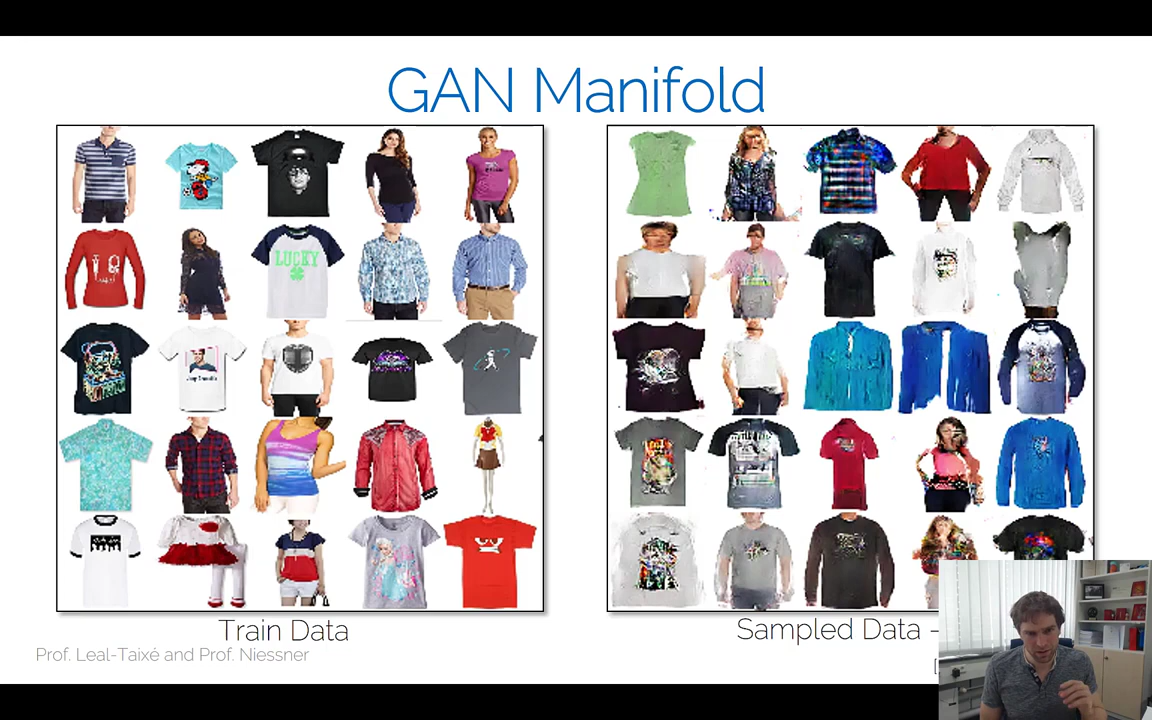 GAN Manifold
LUCKY
Train Data
Sampled Data –
Prof. Leal-Taixé and Prof. Niessner
[